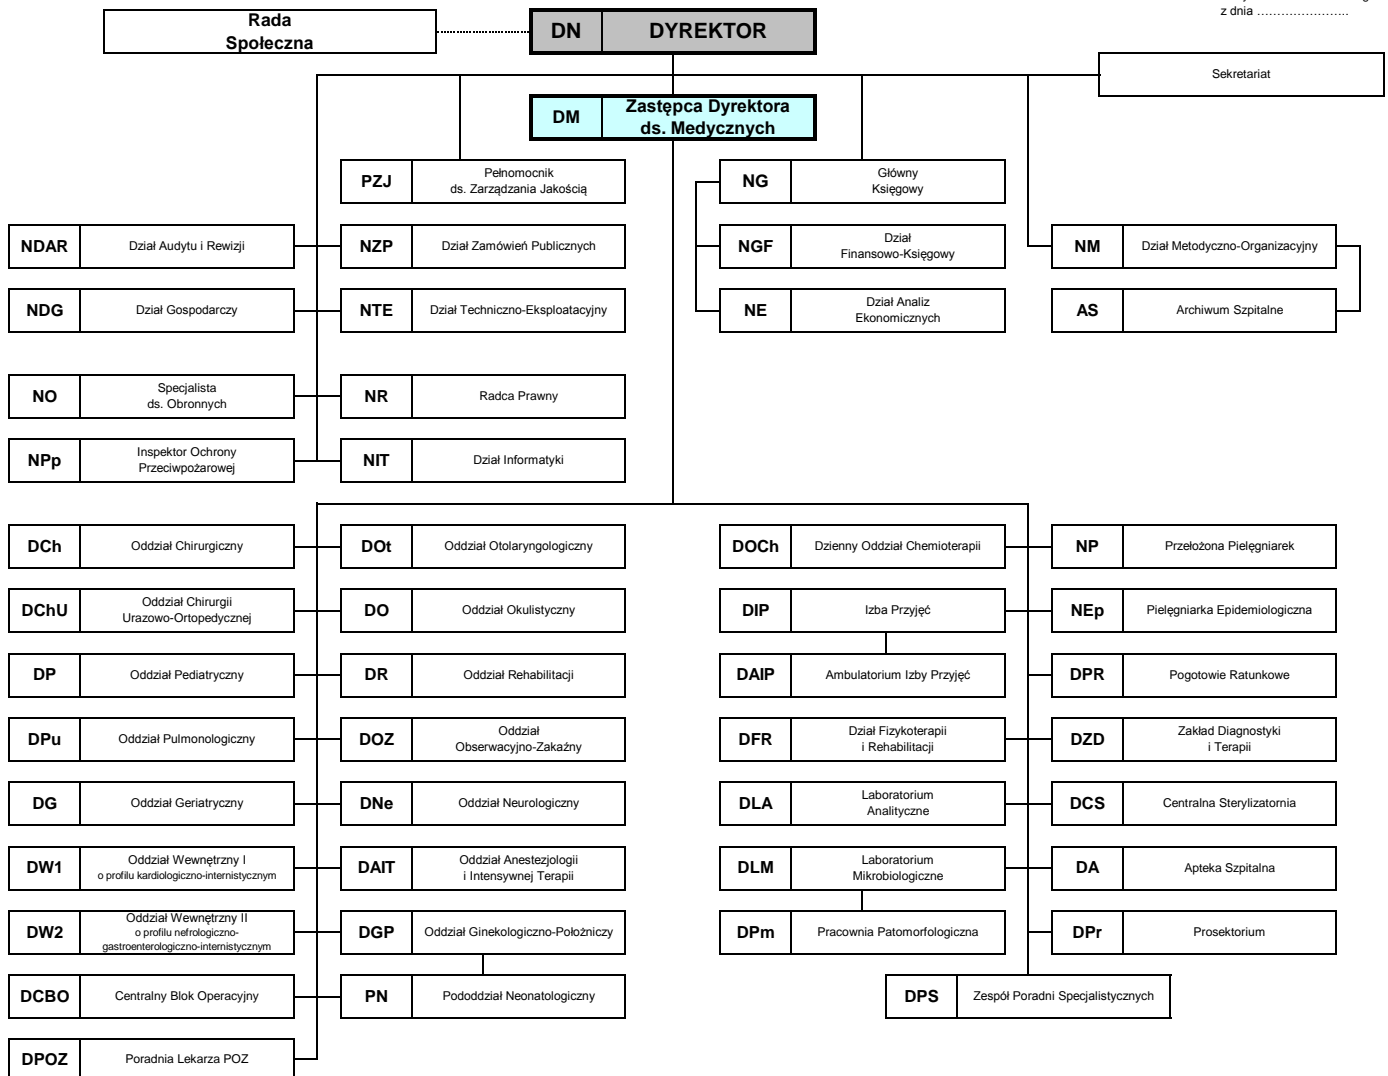 z dnia …………………..
Rada
Społeczna
DN
DYREKTOR
Sekretariat
DM
Zastępca Dyrektora
ds. Medycznych
PZJ
Pełnomocnik
ds. Zarządzania Jakością
NG
Główny
Księgowy
NDAR
Dział Audytu i Rewizji
NZP
Dział Zamówień Publicznych
NGF
Dział
Finansowo-Księgowy
NM
Dział Metodyczno-Organizacyjny
NDG
Dział Gospodarczy
NTE
Dział Techniczno-Eksploatacyjny
NE
Dział Analiz
Ekonomicznych
AS
Archiwum Szpitalne
NO
Specjalista
ds. Obronnych
NR
Radca Prawny
NPp
Inspektor Ochrony
Przeciwpożarowej
NIT
Dział Informatyki
DCh
Oddział Chirurgiczny
DOt
Oddział Otolaryngologiczny
DOCh
Dzienny Oddział Chemioterapii
NP
Przełożona Pielęgniarek
DChU
Oddział Chirurgii
Urazowo-Ortopedycznej
DO
Oddział Okulistyczny
DIP
Izba Przyjęć
NEp
Pielęgniarka Epidemiologiczna
DP
Oddział Pediatryczny
DR
Oddział Rehabilitacji
DAIP
Ambulatorium Izby Przyjęć
DPR
Pogotowie Ratunkowe
DPu
Oddział Pulmonologiczny
DOZ
Oddział
Obserwacyjno-Zakaźny
DFR
Dział Fizykoterapii
i Rehabilitacji
DZD
Zakład Diagnostyki
i Terapii
DG
Oddział Geriatryczny
DNe
Oddział Neurologiczny
DLA
Laboratorium
Analityczne
DCS
Centralna Sterylizatornia
DW1
Oddział Wewnętrzny I
o profilu kardiologiczno-internistycznym
DAIT
Oddział Anestezjologii
i Intensywnej Terapii
DLM
Laboratorium
Mikrobiologiczne
DA
Apteka Szpitalna
DW2
Oddział Wewnętrzny II
o profilu nefrologiczno-
gastroenterologiczno-internistycznym
DGP
Oddział Ginekologiczno-Położniczy
DPm
Pracownia Patomorfologiczna
DPr
Prosektorium
DCBO
Centralny Blok Operacyjny
PN
Pododdział Neonatologiczny
DPS
Zespół Poradni Specjalistycznych
DPOZ
Poradnia Lekarza POZ